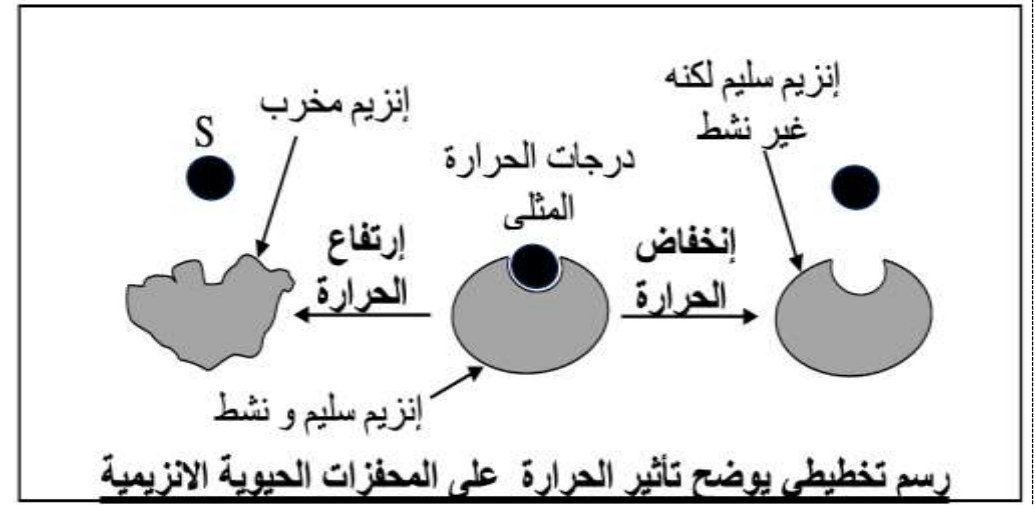 إنزيم سليم لكنه
غير نشط
درجات الحرارة
المثلى
إنزيم مخرب
S
إنخفاض
الحرارة
إرتفاع
الحرارة
إنزيم سليم و نشط
رسم تخطيطي يوضح تأثير الحرارة على المحفزات الحيوية الانزيمية